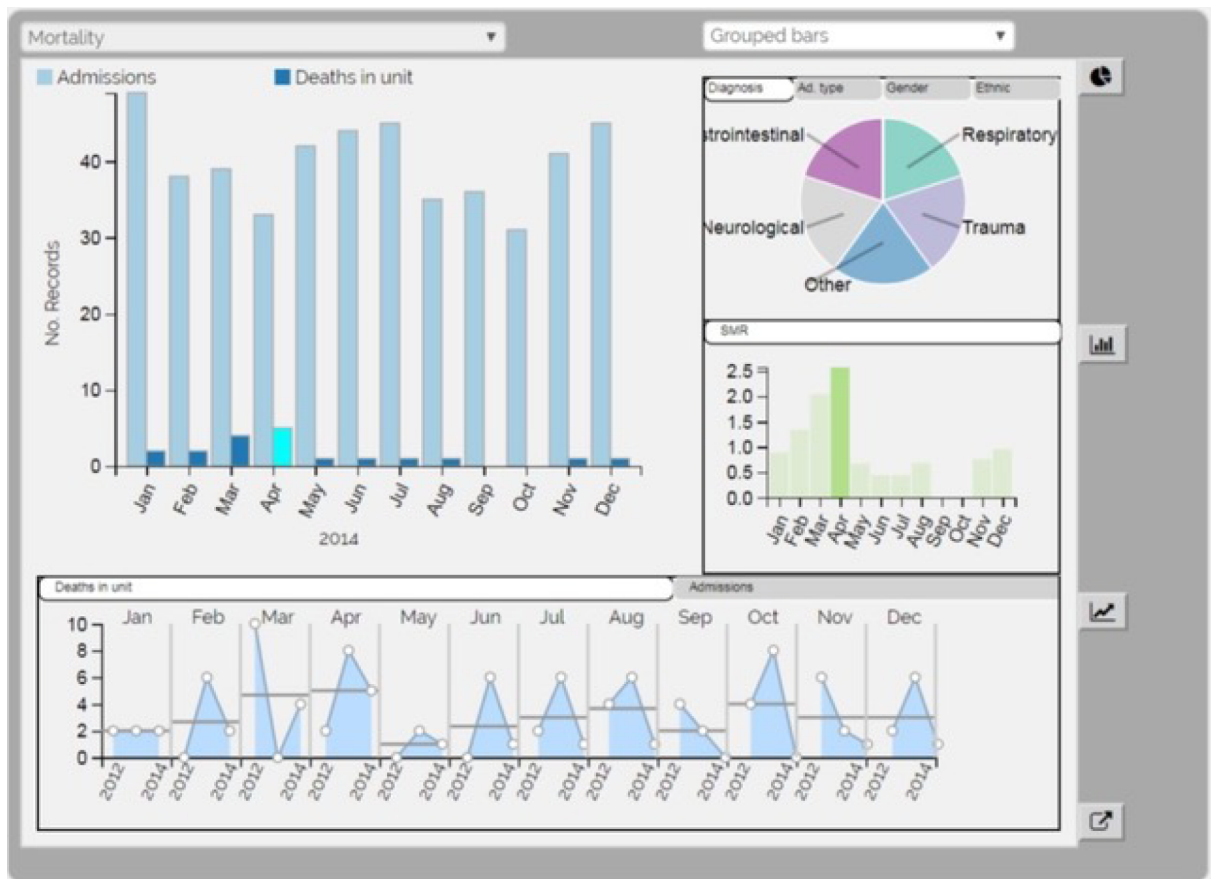 Mortality
Grouped bars
Admissions Deaths in unit
No. Records
40
30
20
10
0
Jan Feb Mar Apr May Jun Jul Aug Sep Oct Nov Dec
2014
Diagnosis Ad. type Gender Ethnic
strointestinal Respiratory
Neurological Trauma
Other
SMR
2.5
2.0
1.5
1.0
0.5
0.0
Jan Feb Mar Apr May Jun Jul Aug Sep Oct Nov Dec
Deaths in unit Admissions
Jan Feb Mar Apr May Jun Jul Aug Sep Oct Nov Dec
10
8
6
4
2
0
2012 2014 2012 2014 2012 2014 2012 2014 2012 2014 2012 2014 2012 2014 2012 2014 2012 2014 2012 2014 2012 2014 2012 2014